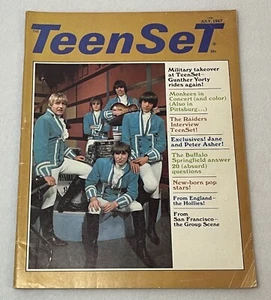 JULY, 1967
TeenSeT
Military takeover
at TeenSet—
Gunther Yorty
rides again!
Monkees in
Concert (and color)
(Also in
Pittsburg....)
The Raiders
Interview
TeenSet!
Exclusives! Jane
and Peter Asher!
The Buffalo
Springfield answer
20 (absurd)
questions
New-born pop
stars!
From England—
the Hollies!
From
San Francisco—
the Group Scene